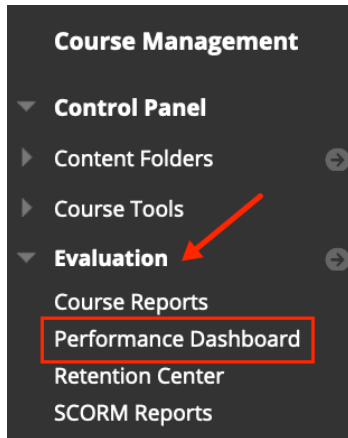 Course Management
Control Panel
Content Folders
Course Tools
Evaluation
Course Reports
Performance Dashboard
Retention Center
SCORM Reports